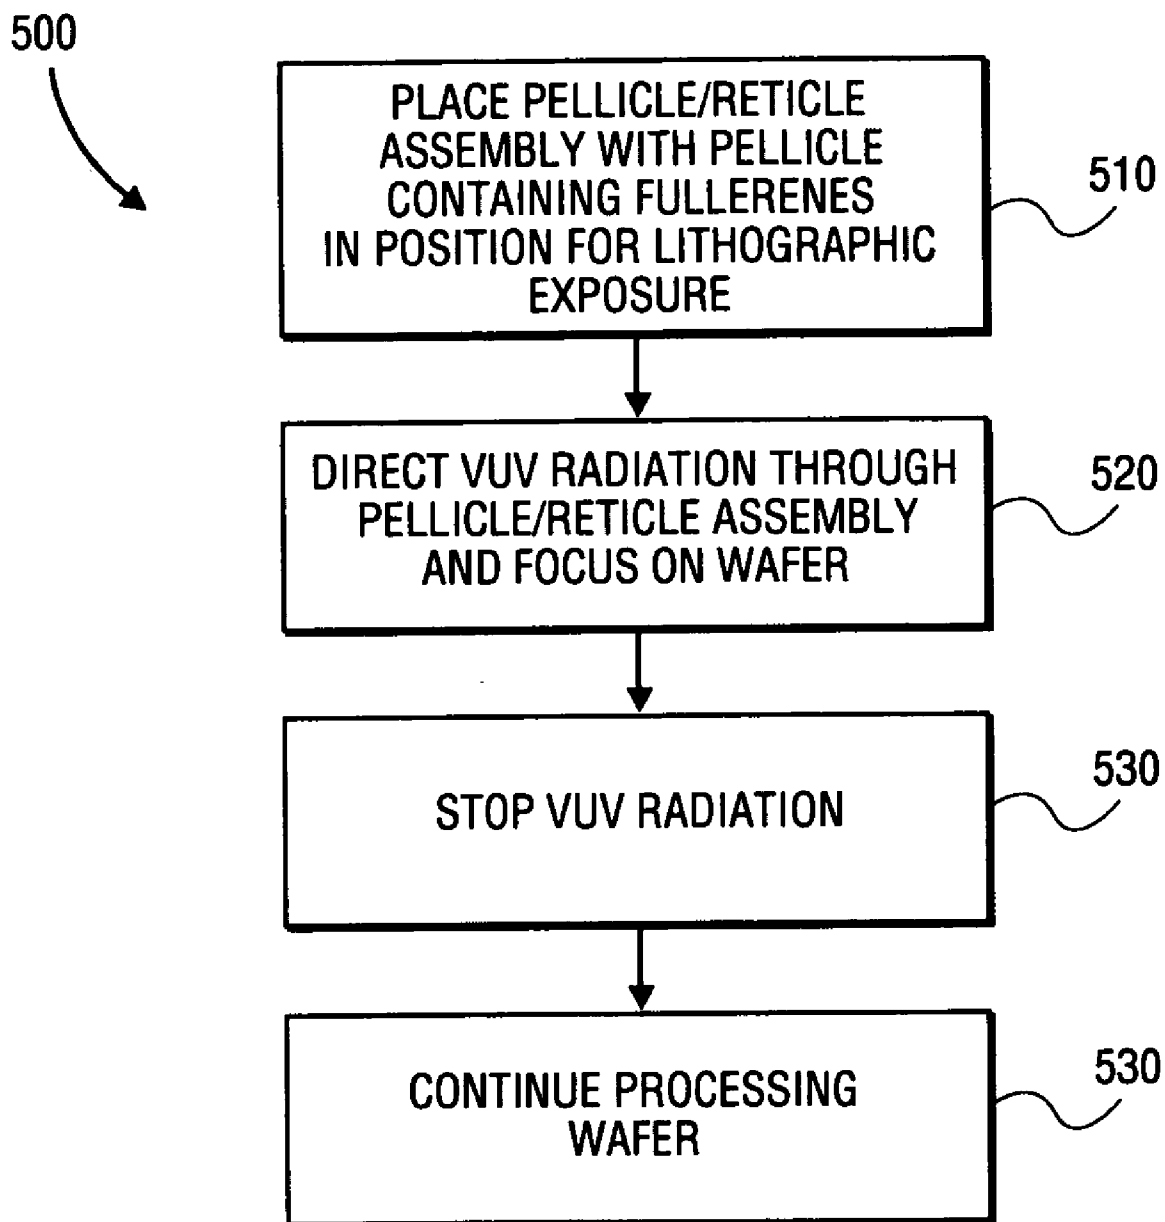 500
PLACE PELLICLE/RETICLE
ASSEMBLY WITH PELLICLE
CONTAINING FULLERENES
IN POSITION FOR LITHOGRAPHIC
EXPOSURE
510
DIRECT VUV RADIATION THROUGH
PELLICLE/RETICLE ASSEMBLY
AND FOCUS ON WAFER
520
STOP VUV RADIATION
530
CONTINUE PROCESSING
WAFER
530